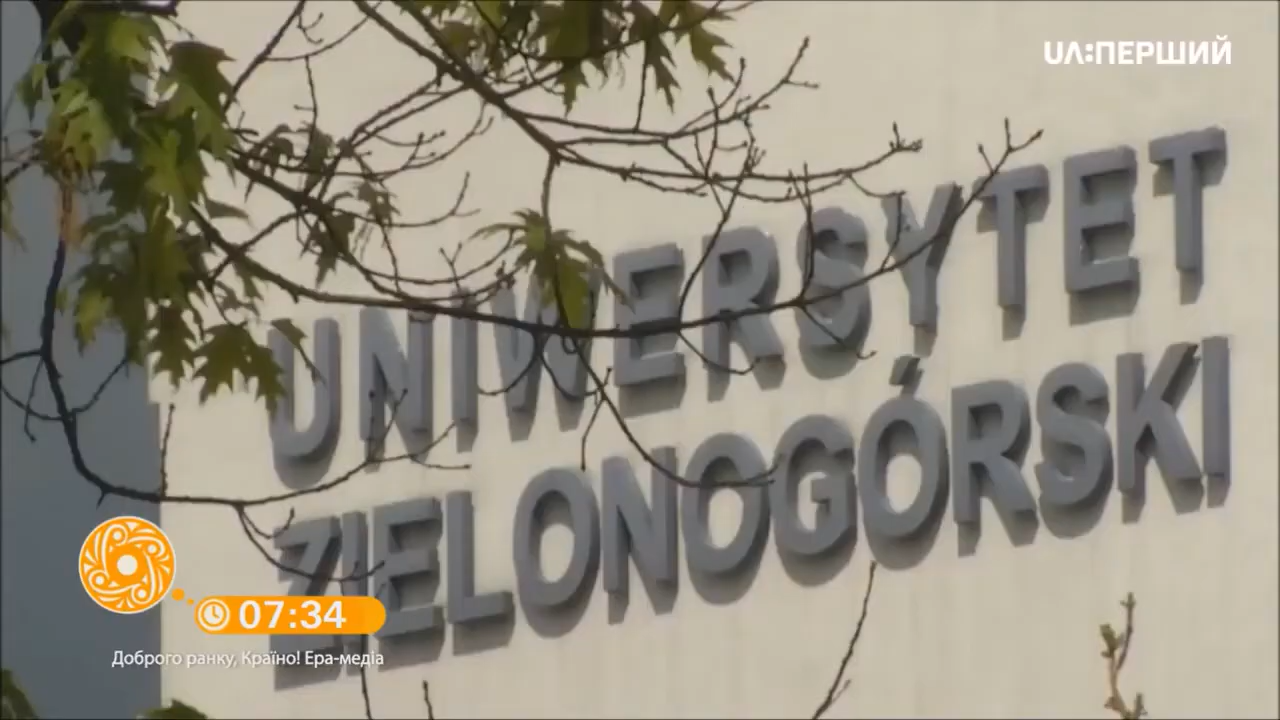 UA:ПЕРШИЙ
UNIWERSYTET
ZIELONOGÓRSKI
07:34
Доброго ранку, Країно! Ера-медіа